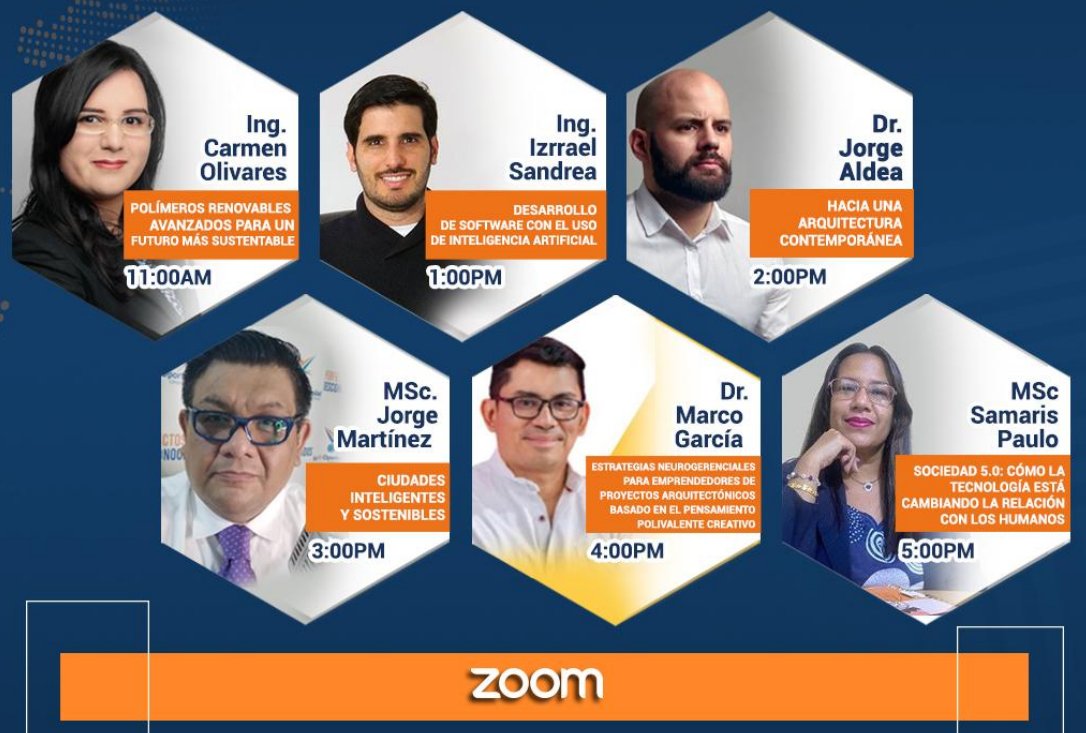 Ing.
Carmen
Olivares
POLÍMEROS RENOVABLES
AVANZADOS PARA UN
FUTURO MÁS SUSTENTABLE
11:00AM
Ing.
Izrrael
Sandrea
DESARROLLO
DE SOFTWARE CON EL USO
DE INTELIGENCIA ARTIFICIAL
1:00PM
Dr.
Jorge
Aldea
HACIA UNA
ARQUITECTURA
CONTEMPORÁNEA
2:00PM
MSc.
Jorge
Martínez
CIUDADES
INTELIGENTES
Y SOSTENIBLES
3:00PM
Dr.
Marco
García
ESTRATEGIAS NEUROGERENCIALES
PARA EMPRENDEDORES DE
PROYECTOS ARQUITECTÓNICOS
BASADO EN EL PENSAMIENTO
POLIVALENTE CREATIVO
4:00PM
MSc
Samaris
Paulo
SOCIEDAD 5.0: CÓMO LA
TECNOLOGÍA ESTÁ
CAMBIANDO LA RELACIÓN
CON LOS HUMANOS
5:00PM
zoom